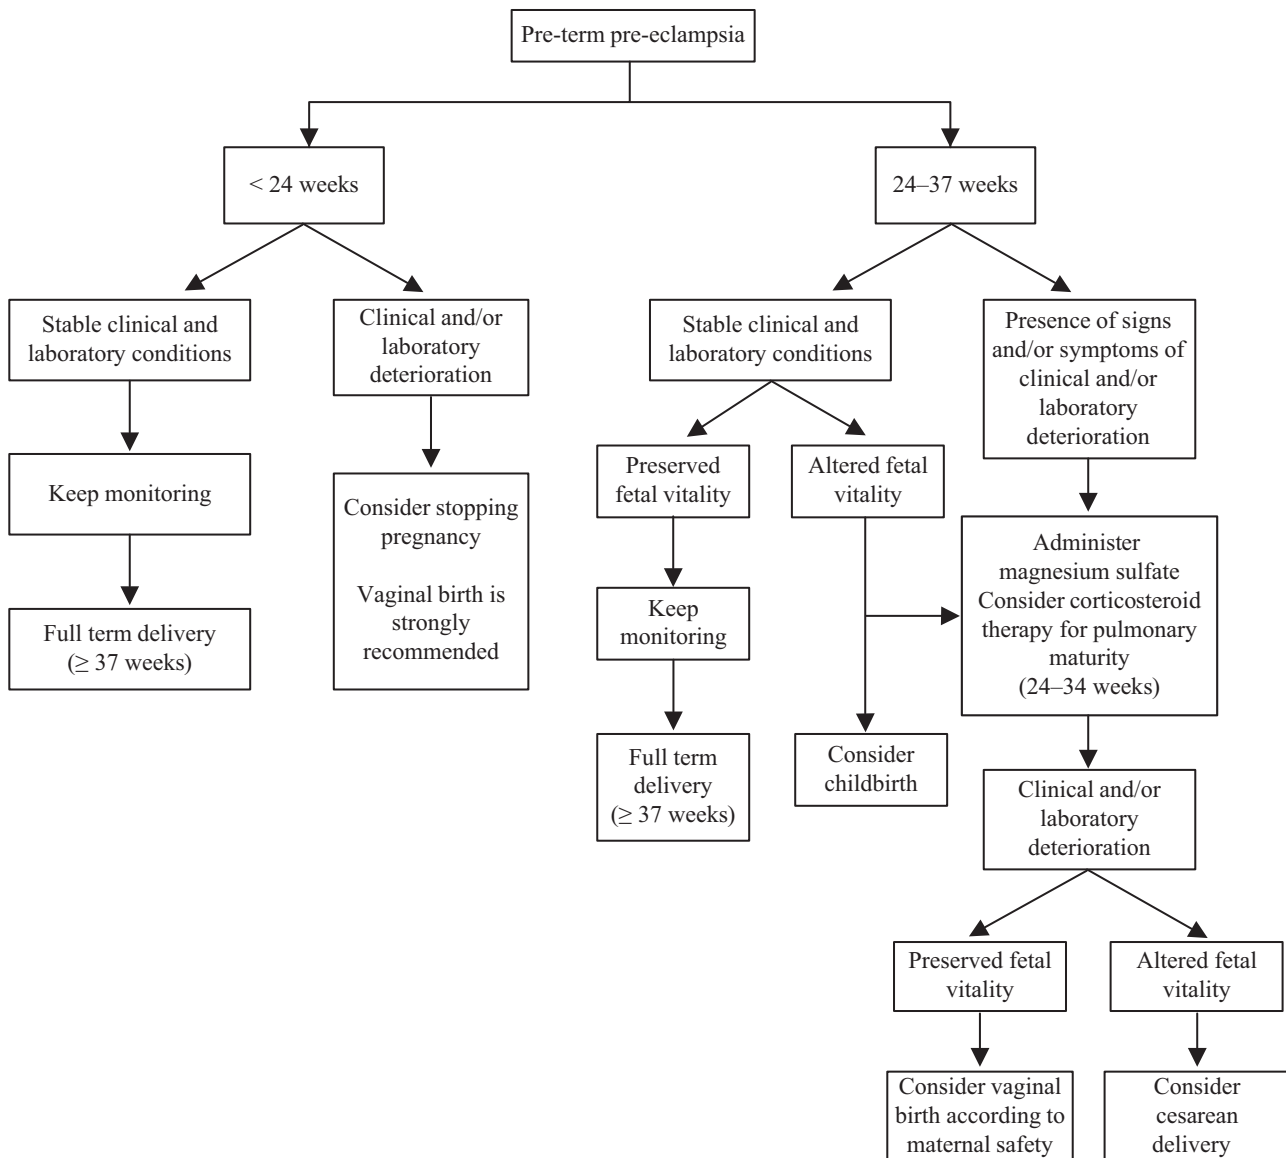 Pre-term pre-eclampsia
< 24 weeks
24–37 weeks
Stable clinical and
laboratory conditions
Clinical and/or
laboratory
deterioration
Stable clinical and
laboratory conditions
Presence of signs
and/or symptoms of
clinical and/or
laboratory
deterioration
Keep monitoring
Consider stopping
pregnancy
Vaginal birth is
strongly
recommended
Preserved
fetal vitality
Altered fetal
vitality
Administer
magnesium sulfate
Consider corticosteroid
therapy for pulmonary
maturity
(24–34 weeks)
Full term delivery
(≥ 37 weeks)
Keep
monitoring
Full term
delivery
(≥ 37 weeks)
Consider
childbirth
Clinical and/or
laboratory
deterioration
Preserved fetal
vitality
Altered fetal
vitality
Consider vaginal
birth according to
maternal safety
Consider
cesarean
delivery